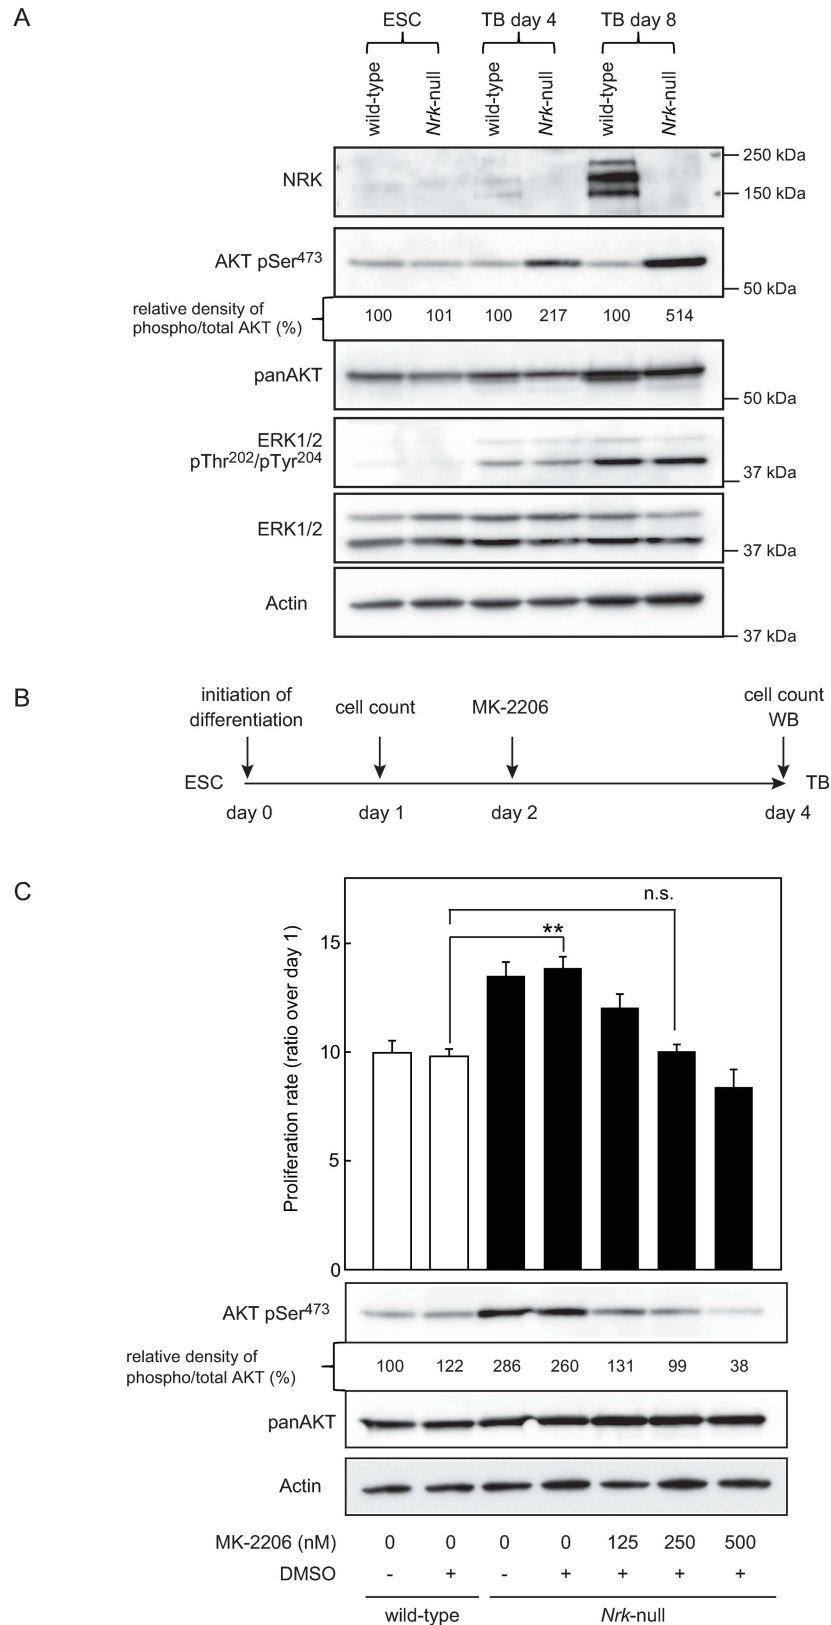 A
ESC TB day 4 TB day 8
wild-type Nrk-null wild-type Nrk-null wild-type Nrk-null
NRK
250 kDa
150 kDa
AKT pSer473
50 kDa
relative density of
phospho/total AKT (%)
100 101 100 217 100 514
panAKT
50 kDa
ERK1/2
pThr202/pTyr204
37 kDa
ERK1/2
37 kDa
Actin
37 kDa
B
initiation of
differentiation
cell count
MK-2206
cell count
WB
ESC TB
day 0 day 1 day 2 day 4
C
Proliferation rate (ratio over day 1)
15
10
5
0
n.s.
**
AKT pSer473
relative density of
phospho/total AKT (%)
100 122 286 260 131 99 38
panAKT
Actin
MK-2206 (nM) 0 0 0 0 125 250 500
DMSO - + - + + + +
wild-type Nrk-null